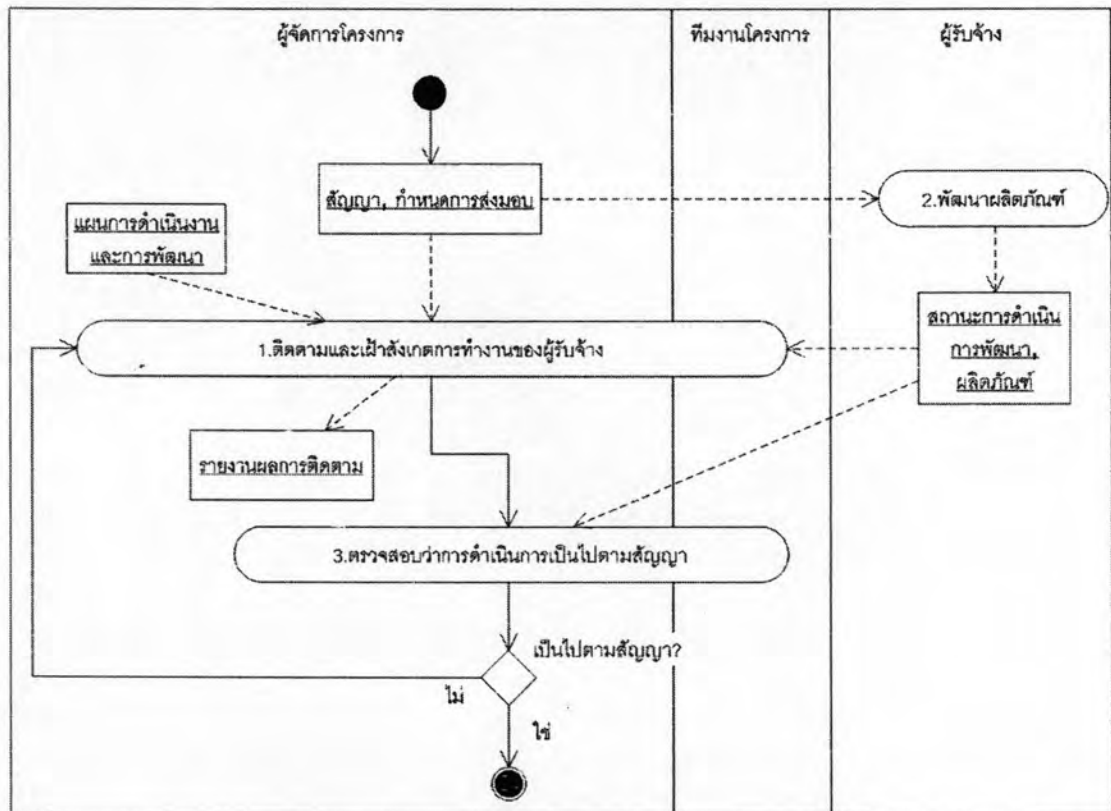 ผู้จัดการโครงการ
ทีมงานโครงการ
ผู้รับจ้าง
สัญญา, กำหนดการส่งมอบ
2.พัฒนาผลิตภัณฑ์
แผนการดำเนินงาน
และการพัฒนา
สถานะการดำเนิน
การพัฒนา,
ผลิตภัณฑ์
1.ติดตามและเฝ้าสังเกตการทำงานของผู้รับจ้าง
รายงานผลการติดตาม
3.ตรวจสอบว่าการดำเนินการเป็นไปตามสัญญา
เป็นไปตามสัญญา?
ไม่
ใช่